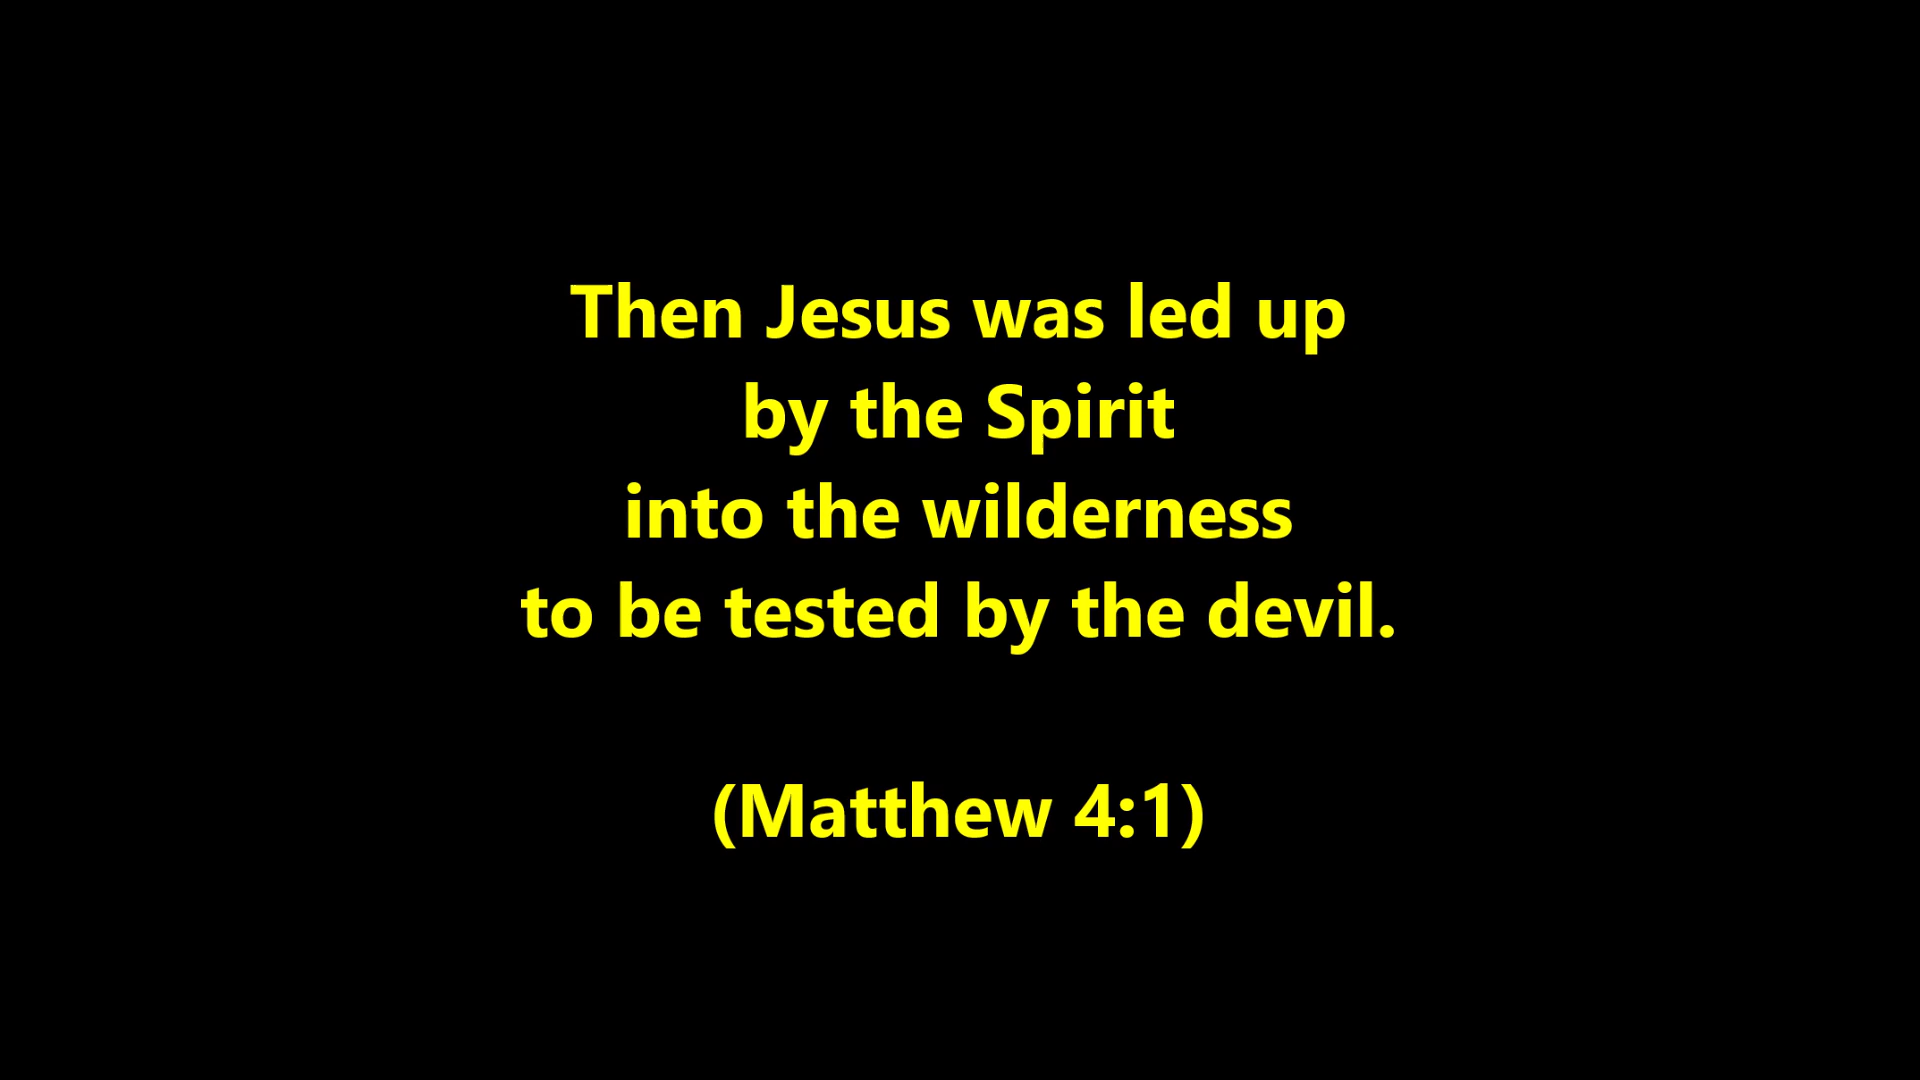 Then Jesus was led up
by the Spirit
into the wilderness
to be tested by the devil.
(Matthew 4:1)